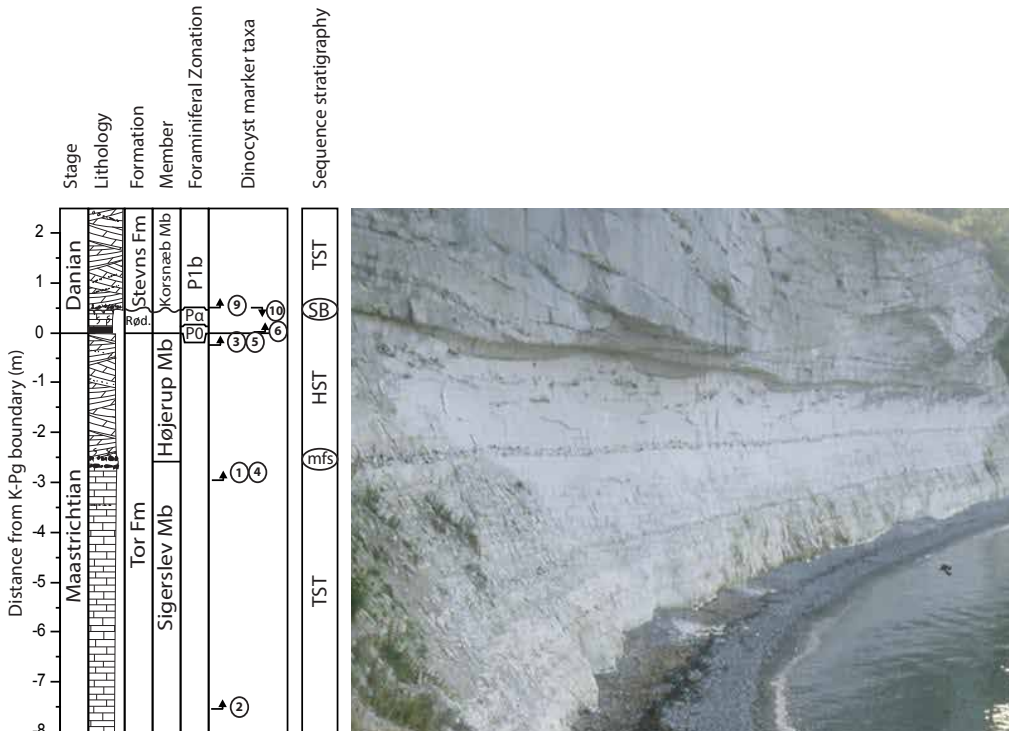 Stage
Lithology
Formation
Member
Foraminiferal Zonation
Dinocyst marker taxa
Sequence stratigraphy
Distance from K-Pg boundary (m)
2
1
0
-1
-2
-3
-4
-5
-6
-7
-8
Danian
Maastrichtian
Stevns Fm
Rød.
Tor Fm
Korsnæb Mb
Højerup Mb
Sigerslev Mb
P1b
Pα
P0
9
10
6
3 5
1 4
2
TST
SB
HST
mfs
TST